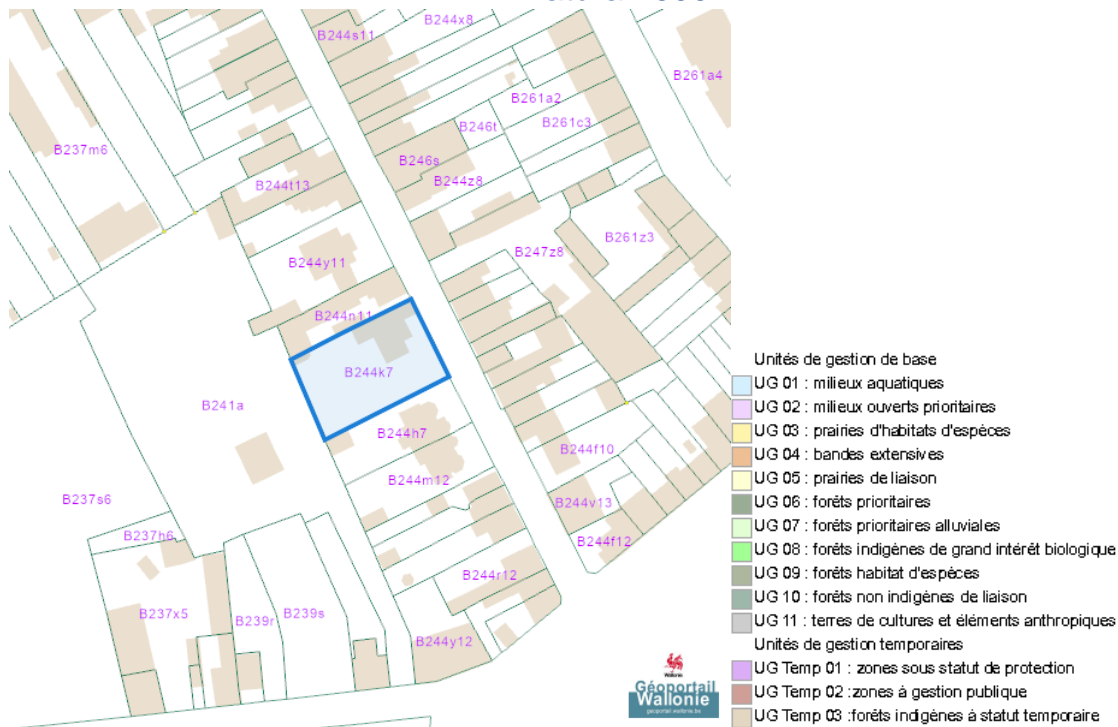 B244s11
B244x8
B261a4
B261a2
B246t
B261c3
B237m6
B246s
B244z8
B244t13
B261z3
B247z8
B244y11
B244n11
B244k7
B241a
B244h7
B244f10
B244m12
B237s6
B244v13
B237h6
B244f12
B244r12
B237x5
B239r
B239s
B244y12
Wallonie
Géoportail
Wallonie
geoportail.wallonie.be
Unités de gestion de base
UG 01 : milieux aquatiques
UG 02 : milieux ouverts prioritaires
UG 03 : prairies d'habitats d'espèces
UG 04 : bandes extensives
UG 05 : prairies de liaison
UG 06 : forêts prioritaires
UG 07 : forêts prioritaires alluviales
UG 08 : forêts indigènes de grand intérêt biologique
UG 09 : forêts habitat d'espèces
UG 10 : forêts non indigènes de liaison
UG 11 : terres de cultures et éléments anthropiques
Unités de gestion temporaires
UG Temp 01 : zones sous statut de protection
UG Temp 02 :zones à gestion publique
UG Temp 03 :forêts indigènes à statut temporaire